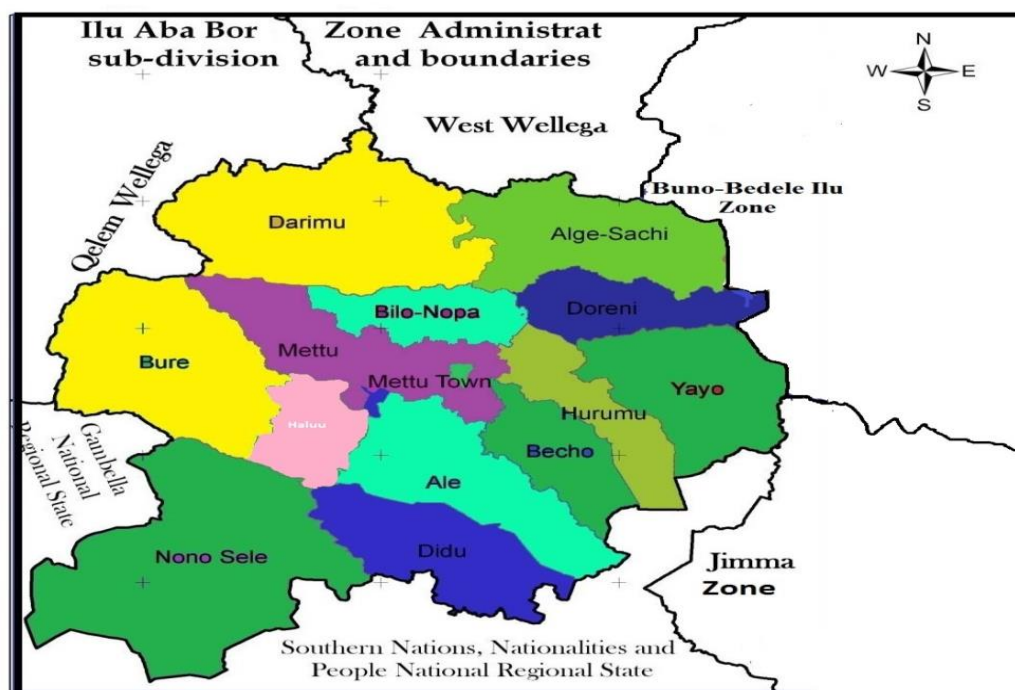 Ilu Aba Bor Zone Administrat
sub-division and boundaries
N
W E
S
West Wellega
Qelem Wellega
Buno-Bedele Ilu
Zone
Darimu
Alge-Sachi
Bilo-Nopa
Doreni
Mettu
Bure
Mettu Town
Yayo
Hurumu
Haluu
Becho
Gambella
National
Regional State
Ale
Didu
Nono Sele
Jimma
Zone
Southern Nations, Nationalities and
People National Regional State